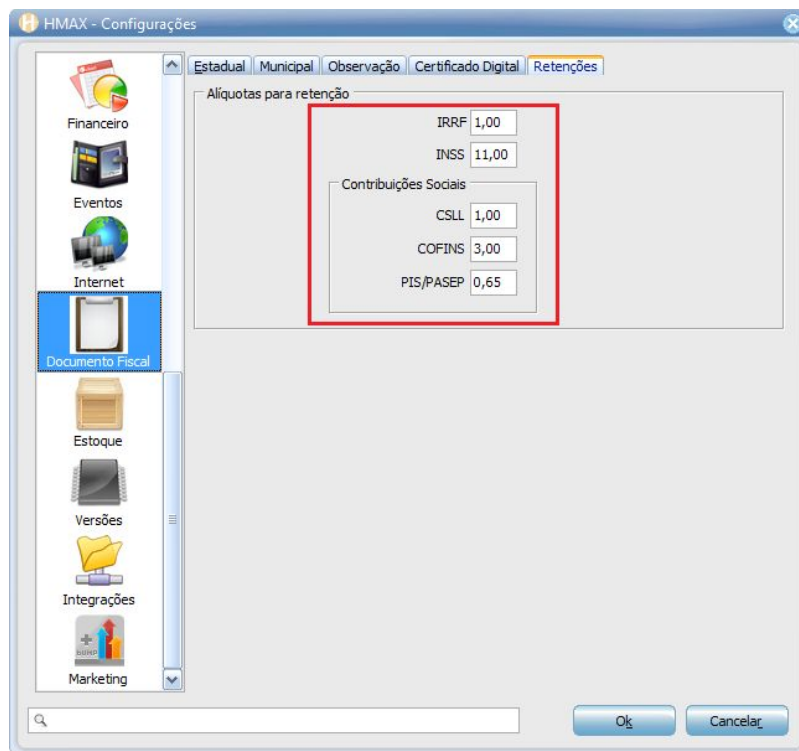 HMAX - Configurações
Financeiro
Eventos
Internet
Documento Fiscal
Estoque
Versões
Integrações
Marketing
Estadual Municipal Observação Certificado Digital Retenções
Alíquotas para retenção
IRRF 1,00
INSS 11,00
Contribuições Sociais
CSLL 1,00
COFINS 3,00
PIS/PASEP 0,65
Ok Cancelar